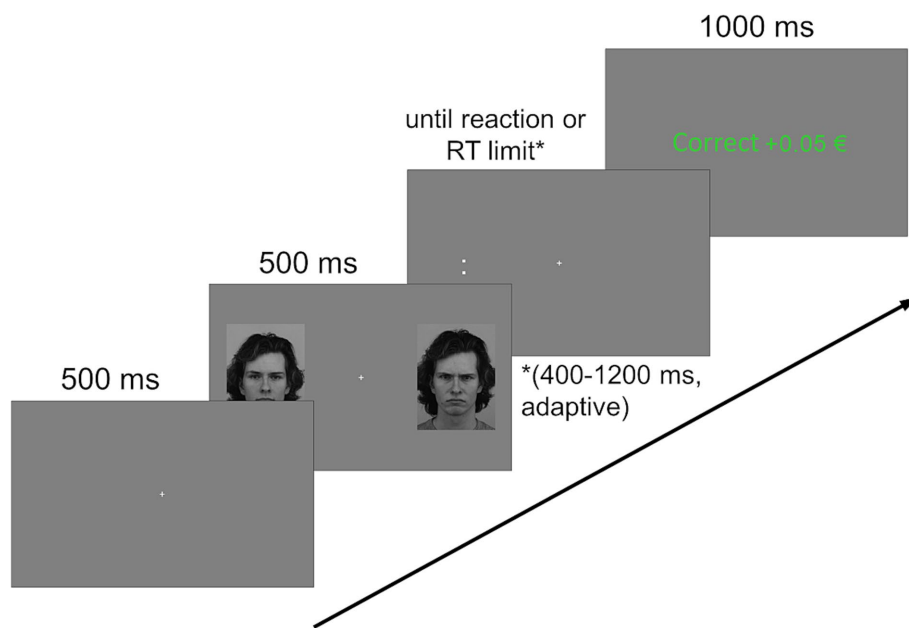 1000 ms
until reaction or
RT limit*
Correct +0.05 €
500 ms
*(400-1200 ms,
adaptive)
500 ms